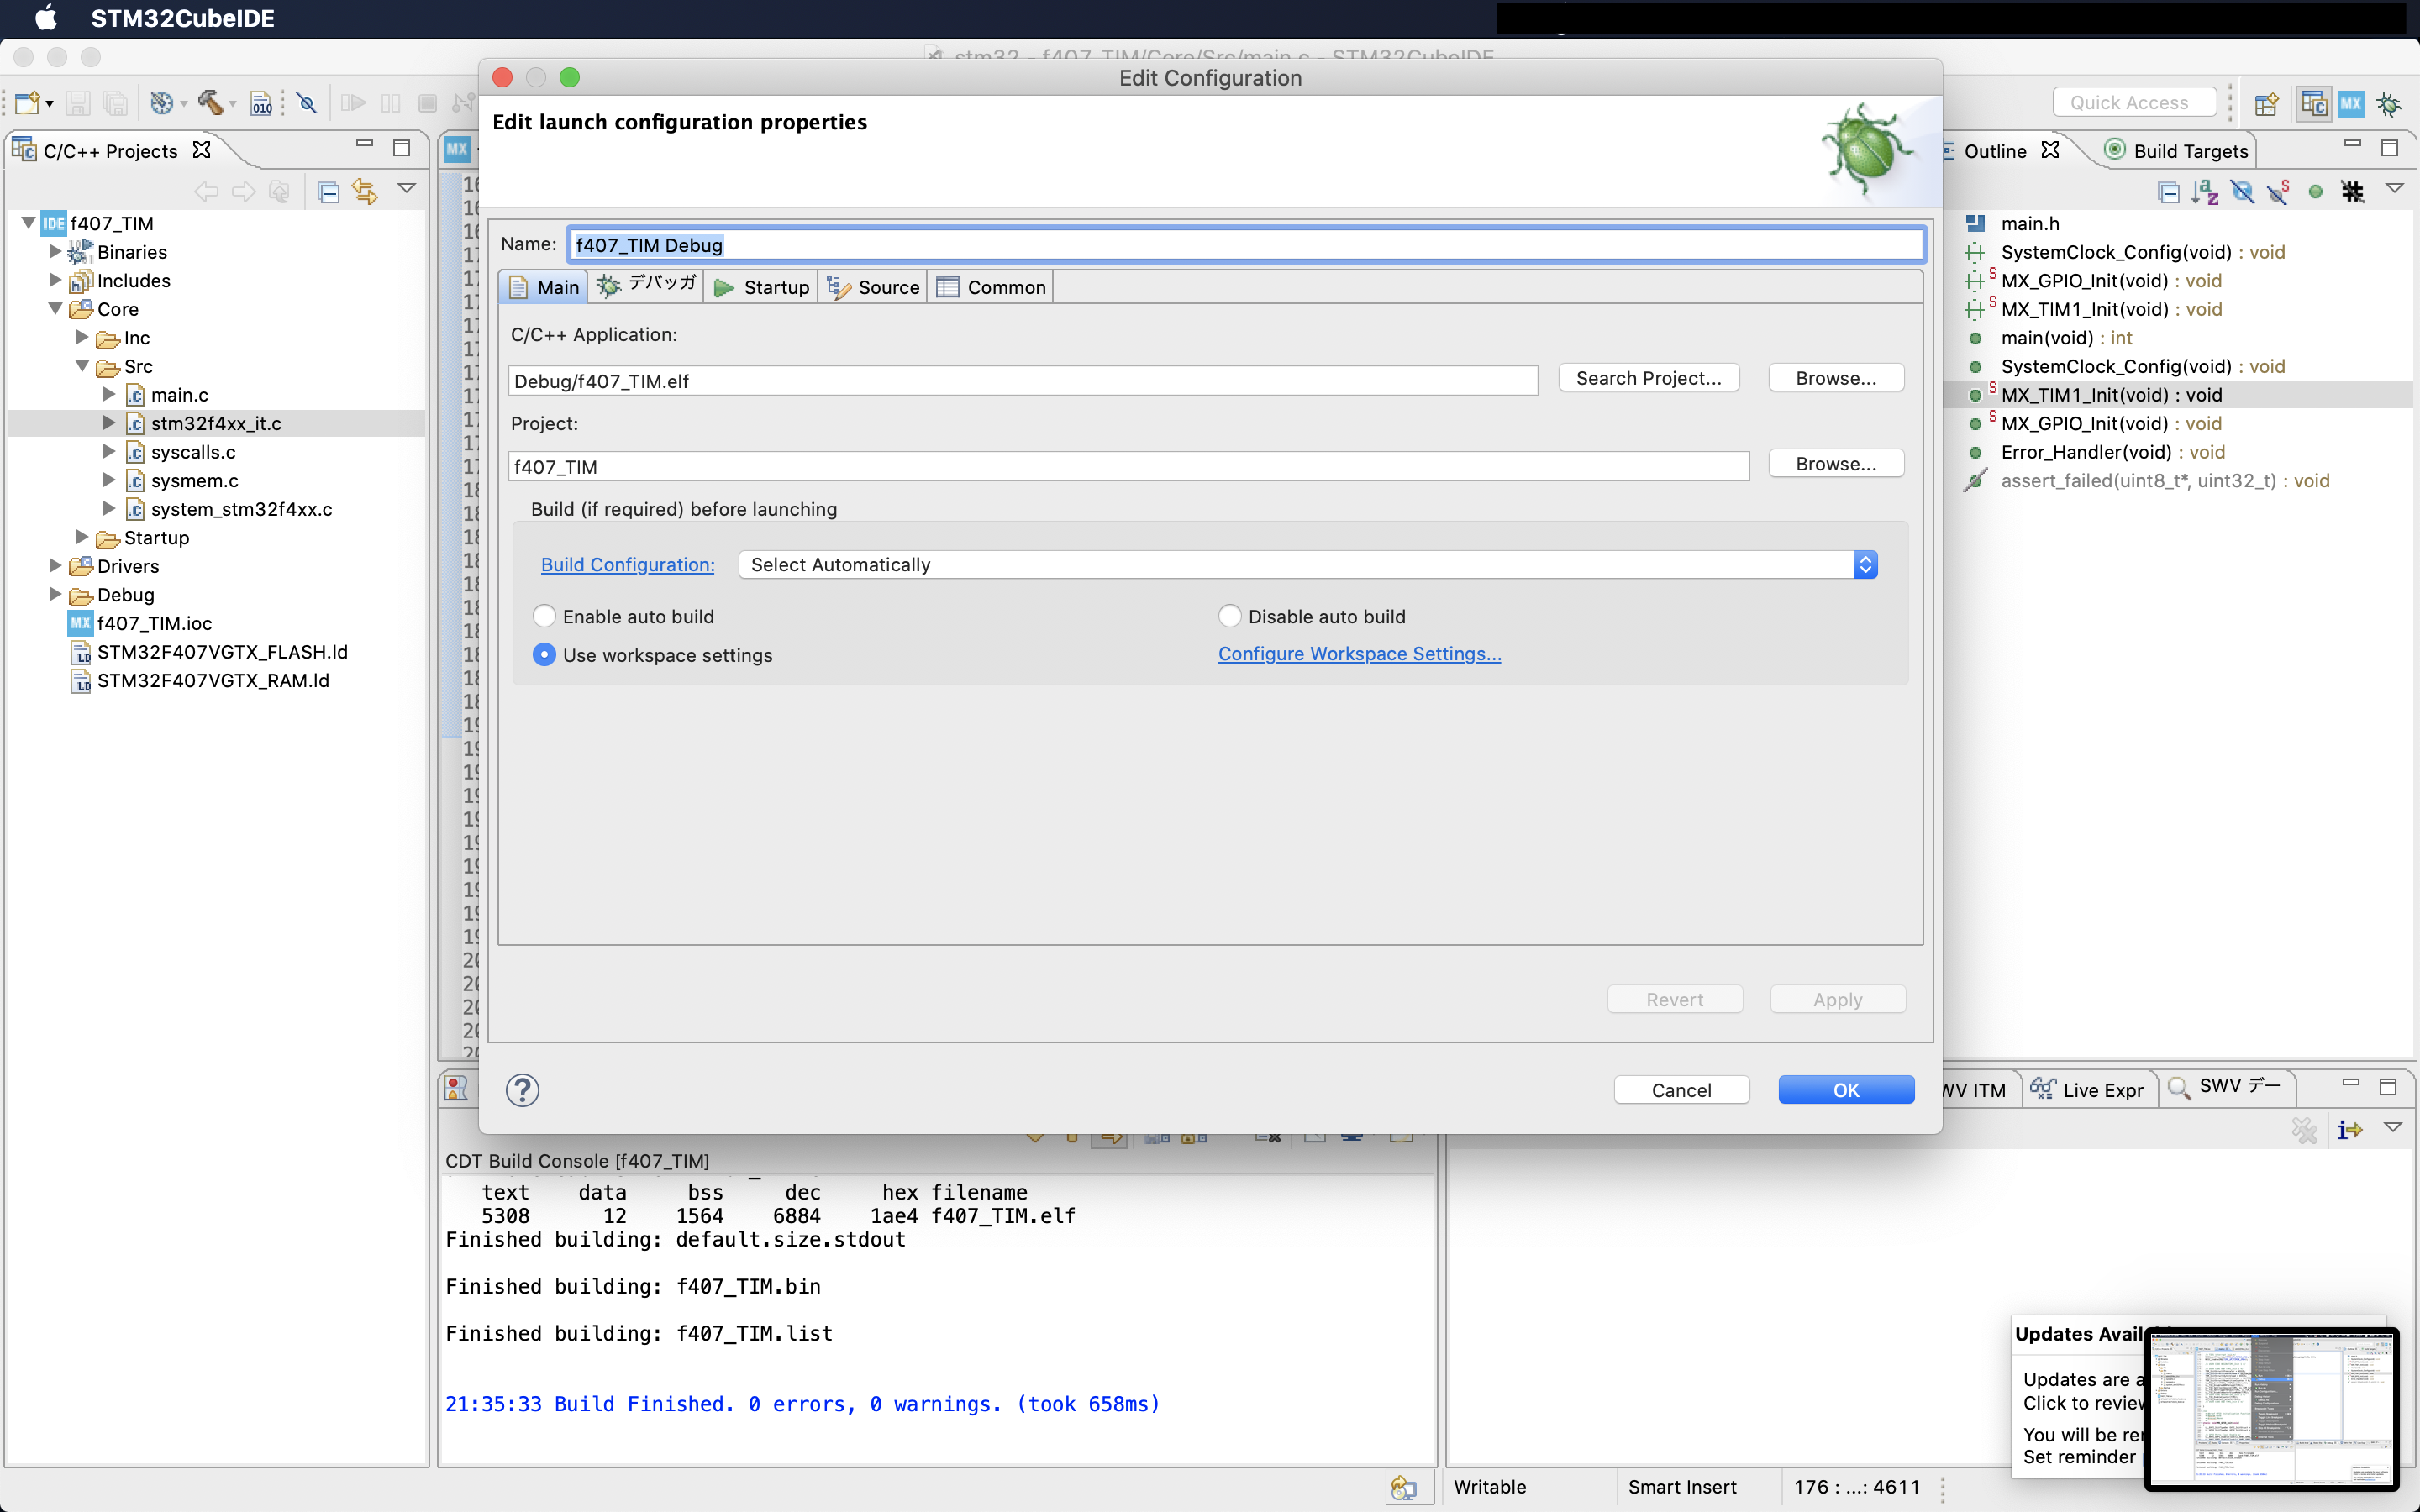 STM32CubeIDE
stm32 - f407_TIM/Core/Src/main.c - STM32CubeIDE
Edit Configuration
Quick Access
Edit launch configuration properties
C/C++ Projects
Outline
Build Targets
Name:
f407_TIM Debug
Main
デバッガ
Startup
Source
Common
C/C++ Application:
Debug/f407_TIM.elf
Search Project...
Browse...
Project:
f407_TIM
Browse...
Build (if required) before launching
Build Configuration:
Select Automatically
Enable auto build
Disable auto build
Use workspace settings
Configure Workspace Settings...
Revert
Apply
Cancel
OK
IDE f407_TIM
Binaries
Includes
Core
Inc
Src
main.c
stm32f4xx_it.c
syscalls.c
sysmem.c
system_stm32f4xx.c
Startup
Drivers
Debug
MX f407_TIM.ioc
STM32F407VGTX_FLASH.ld
STM32F407VGTX_RAM.ld
main.h
SystemClock_Config(void) : void
MX_GPIO_Init(void) : void
MX_TIM1_Init(void) : void
main(void) : int
SystemClock_Config(void) : void
MX_TIM1_Init(void) : void
MX_GPIO_Init(void) : void
Error_Handler(void) : void
assert_failed(uint8_t*, uint32_t) : void
ITM
Live Expr
SWV デー
CDT Build Console [f407_TIM]
text data bss dec hex filename
5308 12 1564 6884 1ae4 f407_TIM.elf
Finished building: default.size.stdout
Finished building: f407_TIM.bin
Finished building: f407_TIM.list
21:35:33 Build Finished. 0 errors, 0 warnings. (took 658ms)
Updates
Updates are
Click to
You will be
Set reminder
Writable
Smart Insert
176 : ...: 4611